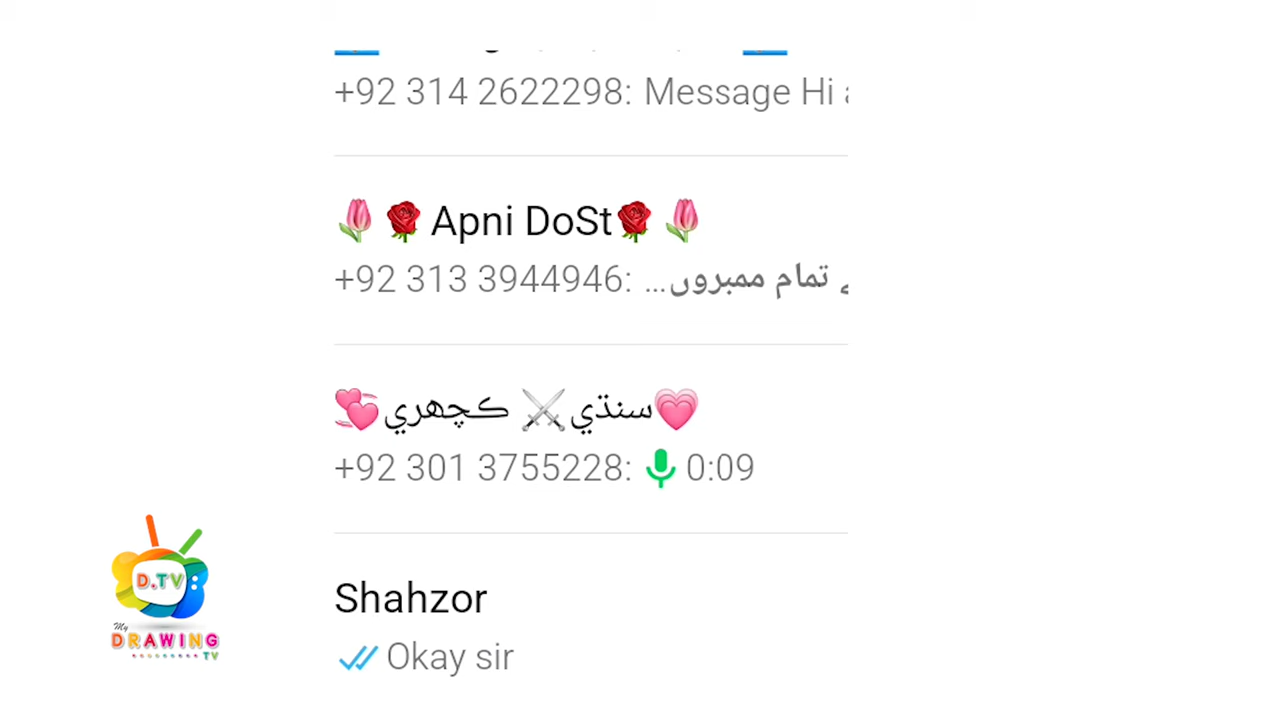 +92 314 2622298: Message Hi
🌷🌹Apni DoSt🌹🌷
+92 313 3944946: ...تمام ممبروں
💗سنڌي⚔️ ڪچهري💞
+92 301 3755228: 0:09
Shahzor
Okay sir
D.TV
My
DRAWING
TV